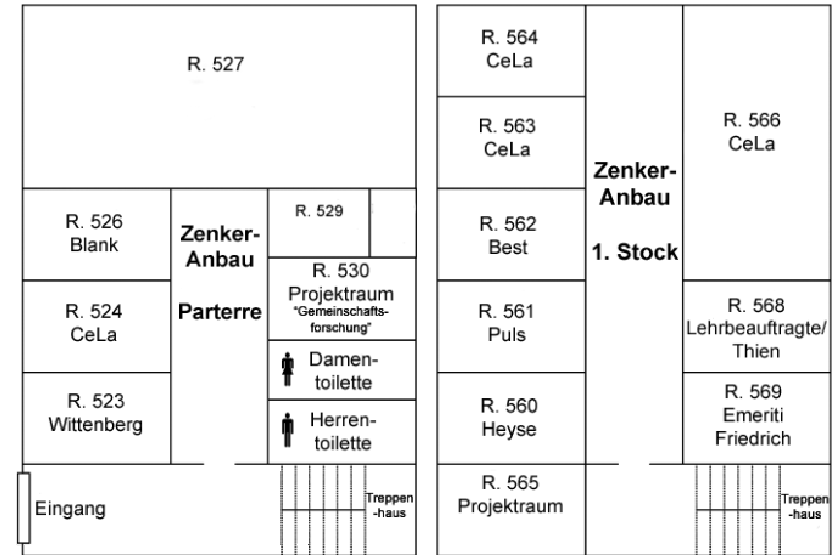 R. 527
R. 526
Blank
R. 524
CeLa
R. 523
Wittenberg
Zenker-
Anbau
Parterre
R. 529
R. 530
Projektraum
"Gemeinschafts-
forschung"
Damen-
toilette
Herren-
toilette
Eingang
Treppen
-haus
R. 564
CeLa
R. 563
CeLa
R. 562
Best
R. 561
Puls
R. 560
Heyse
R. 565
Projektraum
Zenker-
Anbau
1. Stock
R. 566
CeLa
R. 568
Lehrbeauftragte/
Thien
R. 569
Emeriti
Friedrich
Treppen
-haus